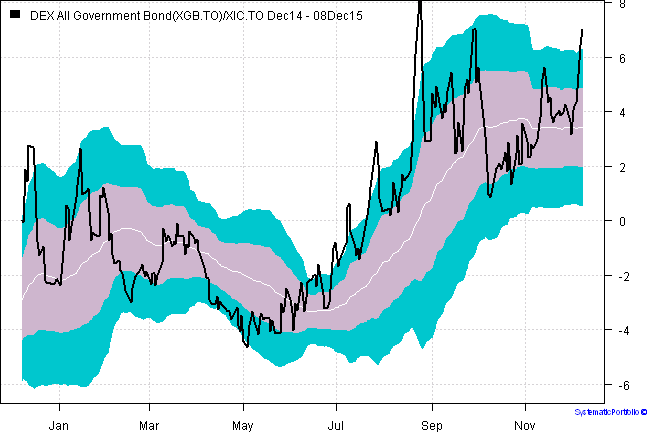 DEX All Government Bond(XGB.TO)/XIC.TO Dec14 - 08Dec15
8
6
4
2
0
-2
-4
-6
Jan Mar May Jul Sep Nov
SystematicPortfolio ©